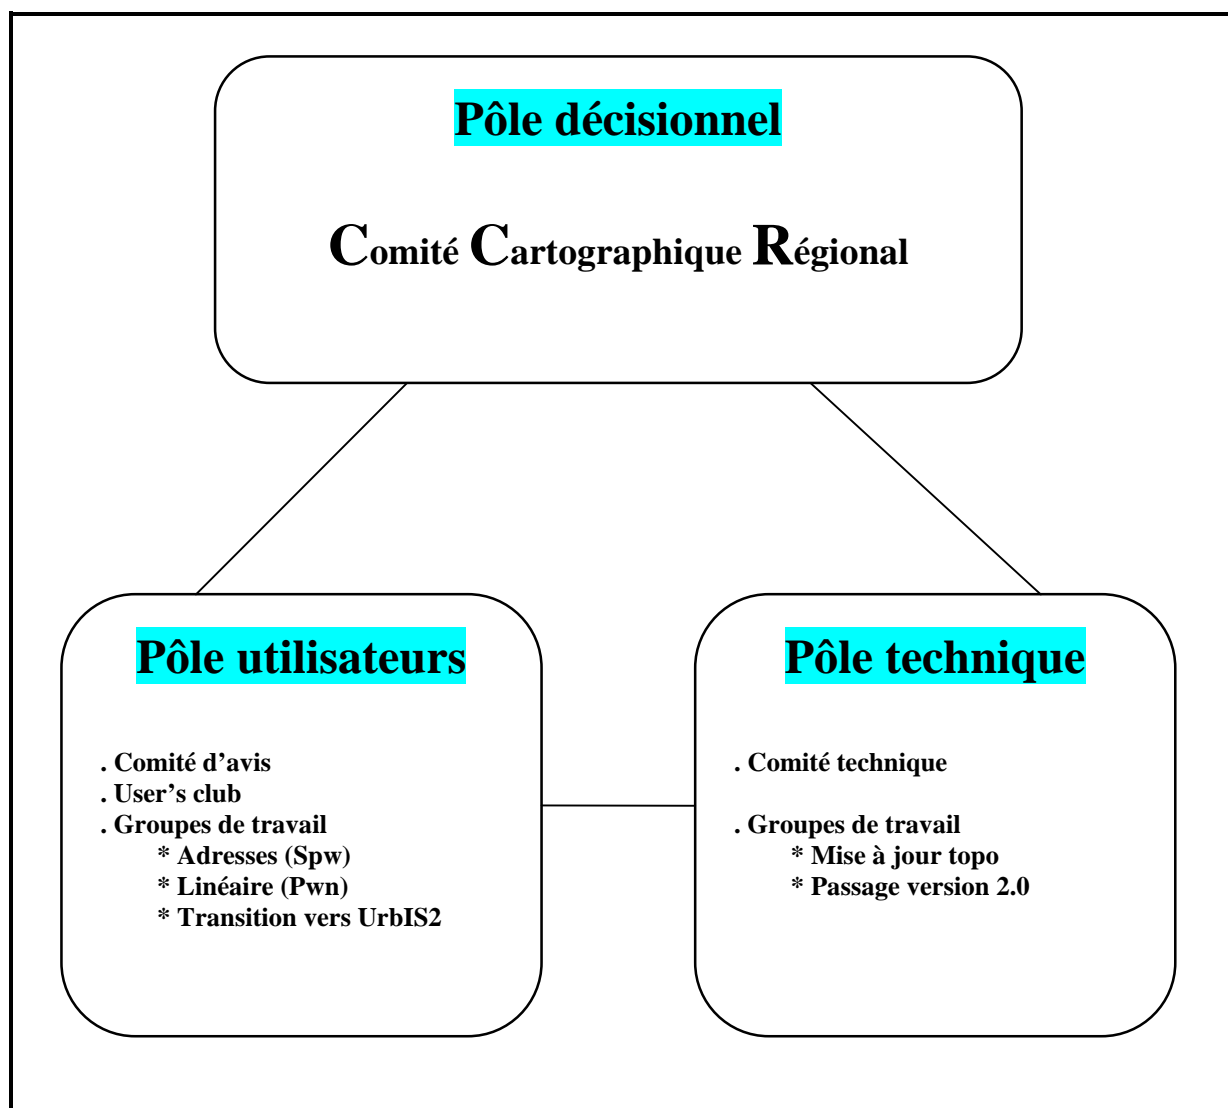 Pôle décisionnel
Comité Cartographique Régional
Pôle utilisateurs
. Comité d’avis
. User’s club
. Groupes de travail
* Adresses (Spw)
* Linéaire (Pwn)
* Transition vers UrbIS2
Pôle technique
. Comité technique
. Groupes de travail
* Mise à jour topo
* Passage version 2.0